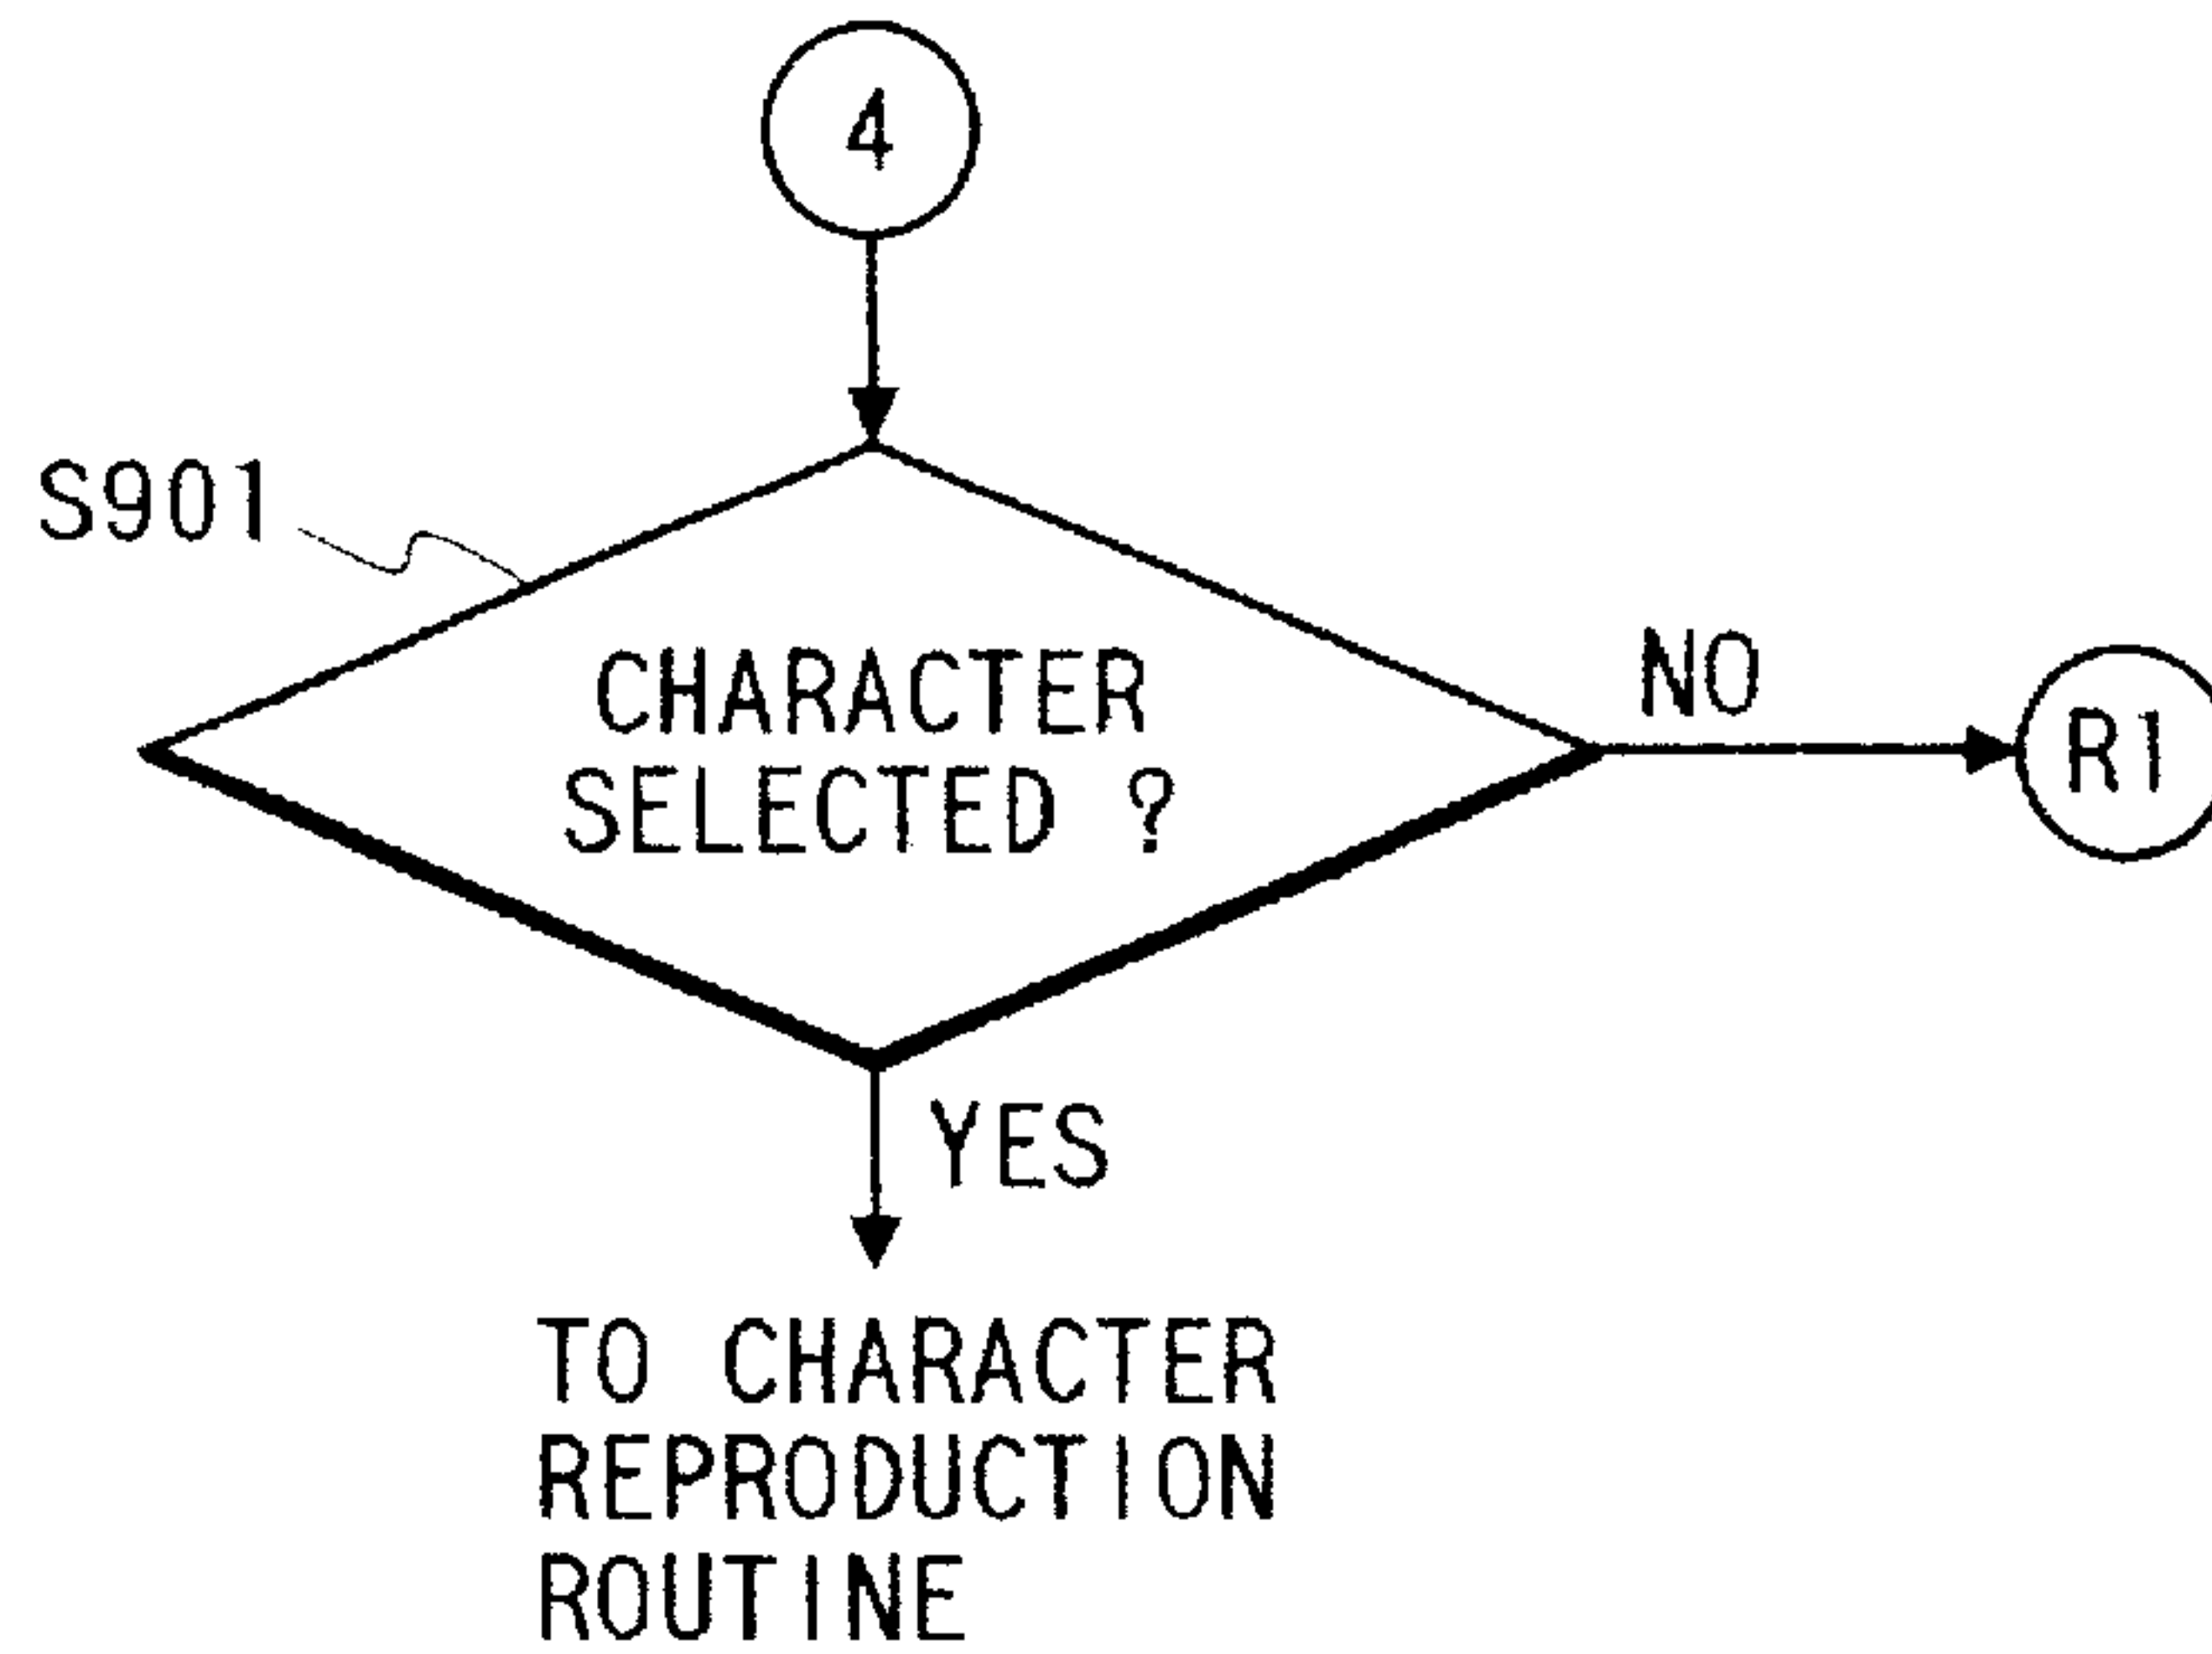 4
S901
CHARACTER
SELECTED ?
NO
R1
YES
TO CHARACTER
REPRODUCTION
ROUTINE